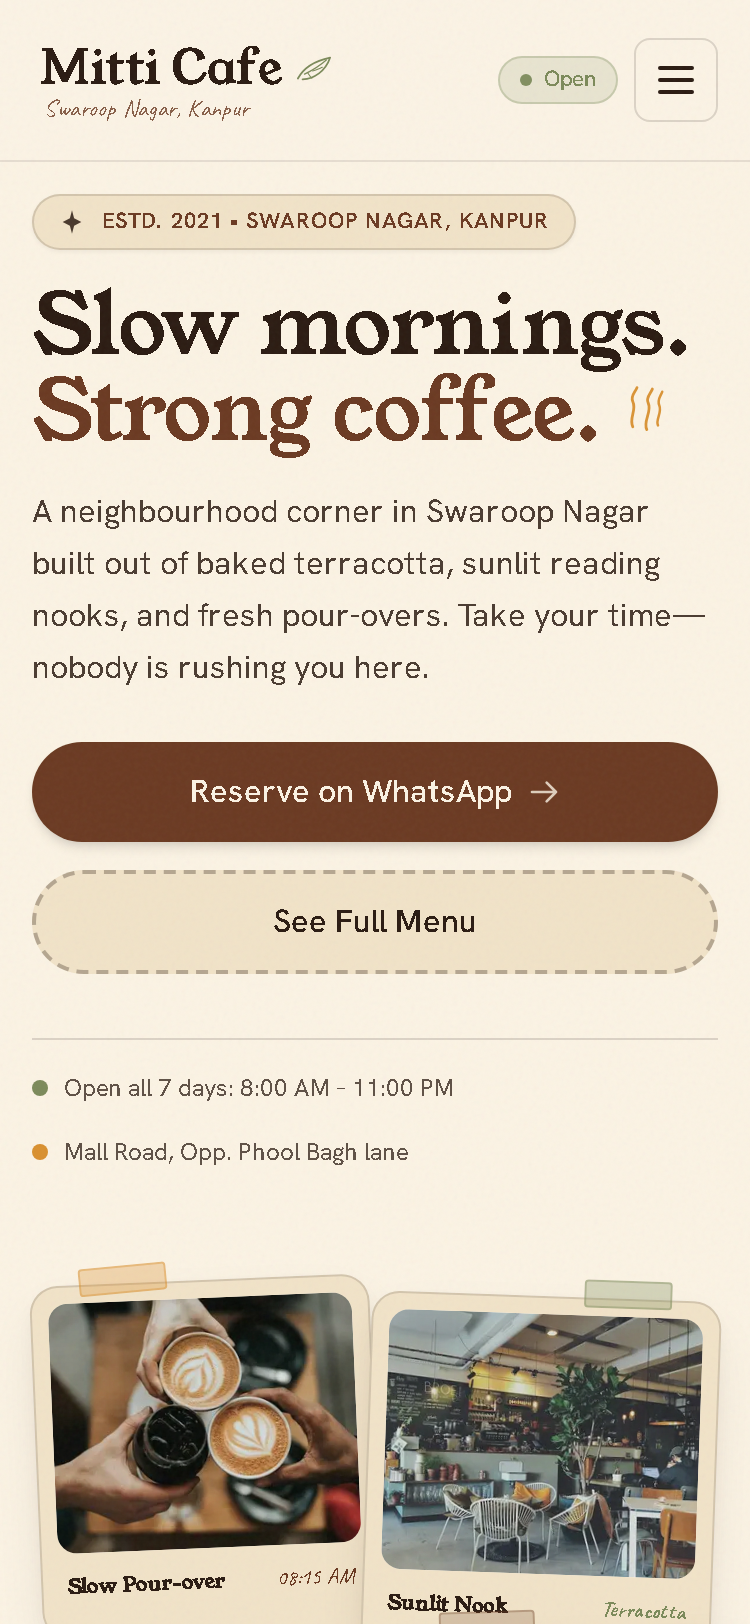 Mitti Cafe
Swaroop Nagar, Kanpur
Open
ESTD. 2021 • SWAROOP NAGAR, KANPUR
Slow mornings.
Strong coffee.
A neighbourhood corner in Swaroop Nagar
built out of baked terracotta, sunlit reading
nooks, and fresh pour-overs. Take your time—
nobody is rushing you here.
Reserve on WhatsApp →
See Full Menu
Open all 7 days: 8:00 AM – 11:00 PM
Mall Road, Opp. Phool Bagh lane
Slow Pour-over
08:15 AM
Sunlit Nook
Terracotta